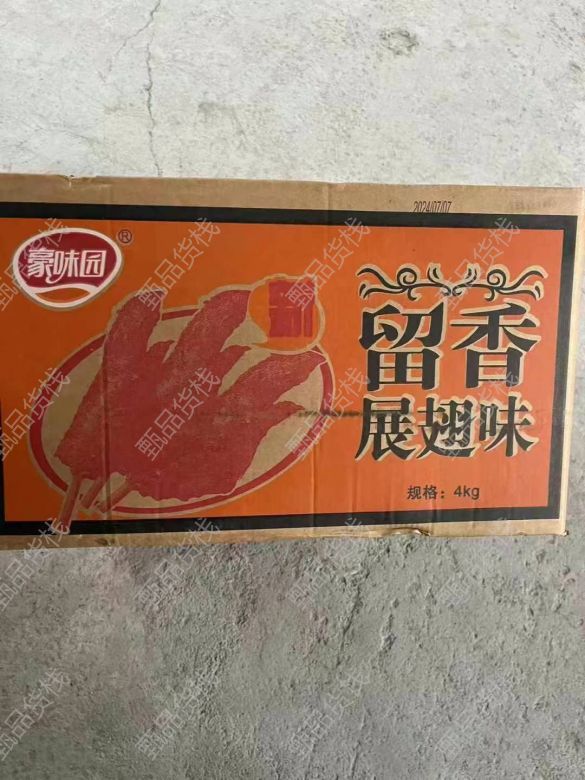 2024/07/07
豪味园®
新
留香
展翅味
规格：4kg
甄品货栈